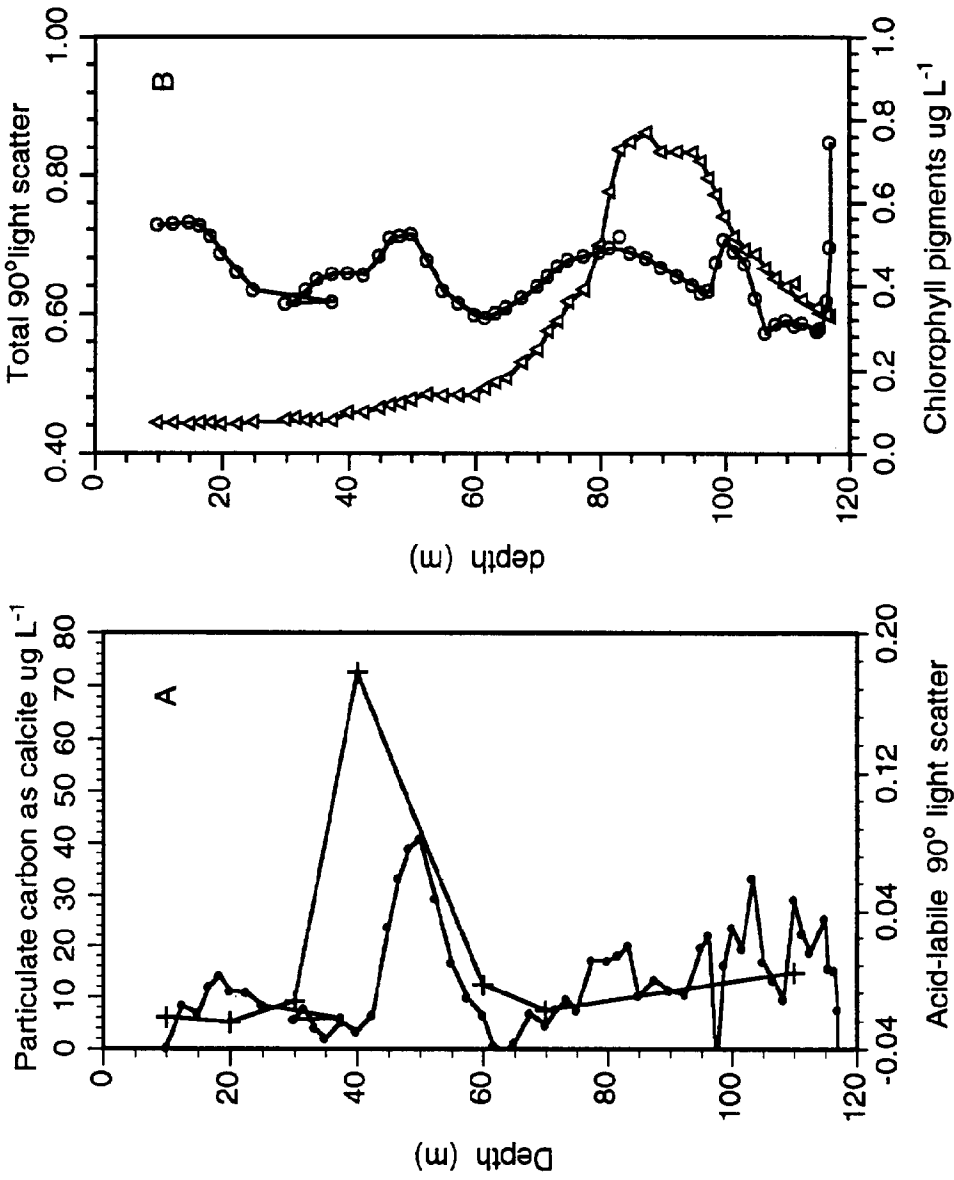 Particulate carbon as calcite ug L-1
0 10 20 30 40 50 60 70 80
A
Depth (m)
0
20
40
60
80
100
120
-0.04 0.04 0.12 0.20
Acid-labile 90° light scatter
Total 90° light scatter
0.40 0.60 0.80 1.00
B
depth (m)
0
20
40
60
80
100
120
0.0 0.2 0.4 0.6 0.8 1.0
Chlorophyll pigments ug L-1